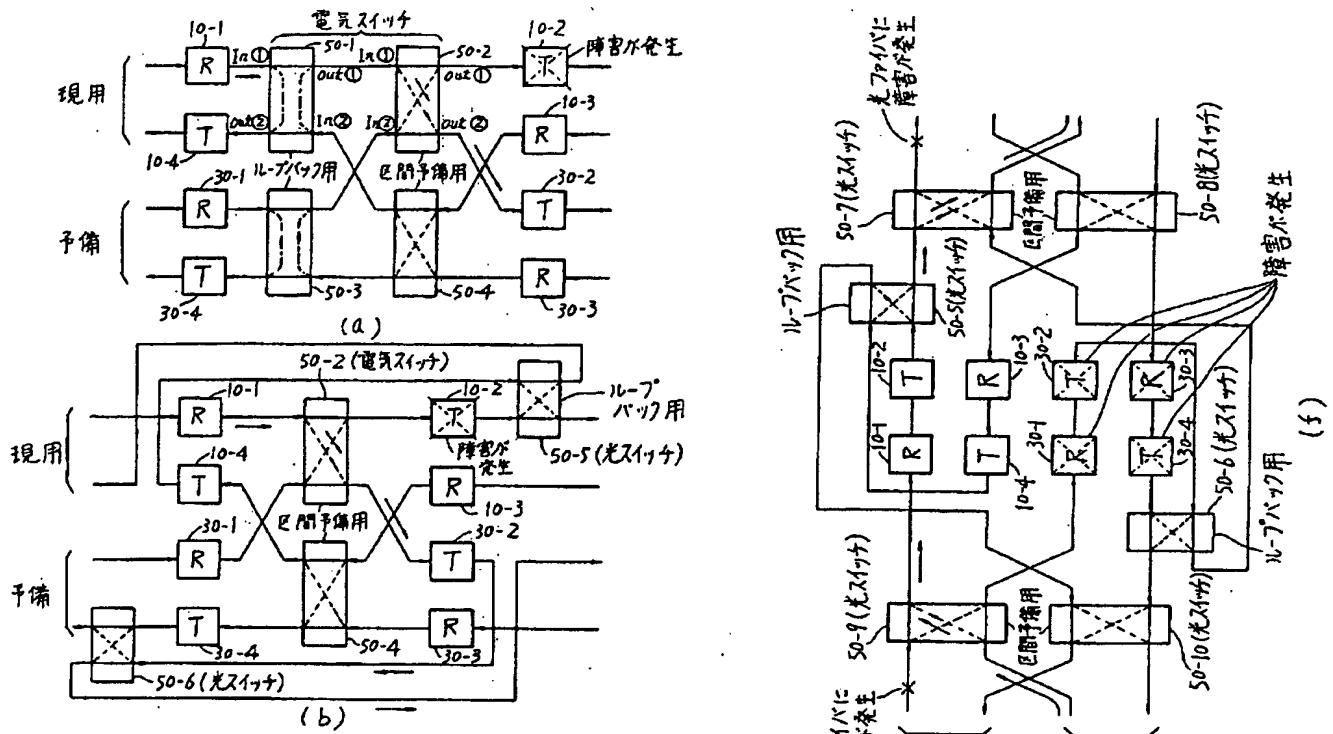 電気スイッチ
10-1
50-1
50-2
10-2
障害が発生
R
In①
In①
T
out①
out①
現用
10-3
T
out②
In②
In②
out②
R
10-4
ループバック用
区間予備用
30-1
30-2
R
T
予備
T
R
30-4
50-3
50-4
30-3
(a)
50-2(電気スイッチ)
10-1
10-2
ループ
バック用
R
T
現用
10-4
障害が
発生
50-5(光スイッチ)
T
R
10-3
30-1
区間予備用
30-2
R
T
予備
T
R
30-4
50-4
30-3
50-6(光スイッチ)
(b)
光ファイバに
障害が発生
50-7(光スイッチ)
区間予備用
50-8(光スイッチ)
ループバック用
50-5(光スイッチ)
障害が発生
10-2
T
R
10-3
30-2
T
R
30-3
10-1
R
T
10-4
30-1
R
T
30-4
50-6(光スイッチ)
ループバック用
50-9(光スイッチ)
区間予備用
50-10(光スイッチ)
イバに
が発生
(f)